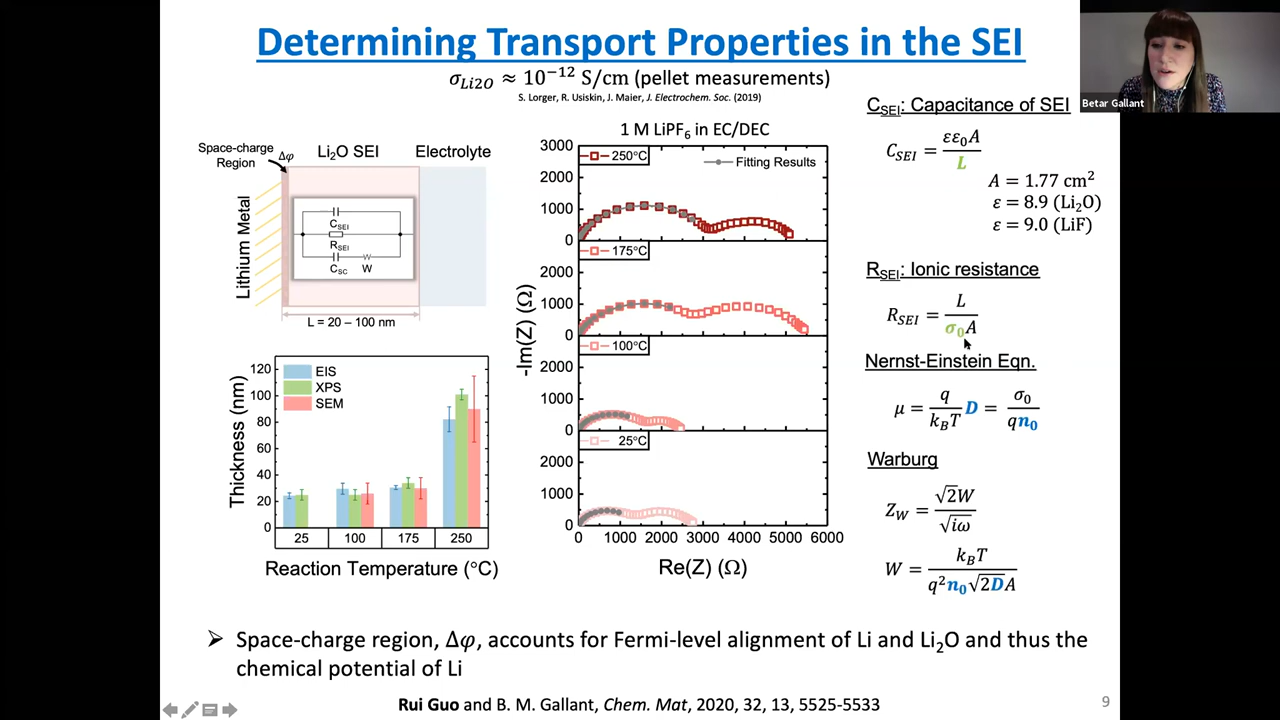 Determining Transport Properties in the SEI
σLi2O ≈ 10⁻¹² S/cm (pellet measurements)
S. Lorger, R. Usiskin, J. Maier, J. Electrochem. Soc. (2019)
Betar Gallant
Space-charge
Region
Δφ
Li₂O SEI
Electrolyte
Lithium Metal
C_SEI
R_SEI
C_SC
W
L = 20 – 100 nm
Thickness (nm)
120
100
80
60
40
20
0
EIS
XPS
SEM
25
100
175
250
Reaction Temperature (°C)
1 M LiPF₆ in EC/DEC
-Im(Z) (Ω)
3000
2000
1000
0
250°C
Fitting Results
2000
1000
0
175°C
2000
1000
0
100°C
2000
1000
0
25°C
0
1000
2000
3000
4000
5000
6000
Re(Z) (Ω)
C_SEI: Capacitance of SEI
C_SEI = εε₀A / L
A = 1.77 cm²
ε = 8.9 (Li₂O)
ε = 9.0 (LiF)
R_SEI: Ionic resistance
R_SEI = L / σ₀A
Nernst-Einstein Eqn.
μ = q / k_BT D = σ₀ / qn₀
Warburg
Z_W = √2W / √iω
W = k_BT / q²n₀√2DA
➢ Space-charge region, Δφ, accounts for Fermi-level alignment of Li and Li₂O and thus the
chemical potential of Li
Rui Guo and B. M. Gallant, Chem. Mat, 2020, 32, 13, 5525-5533
9